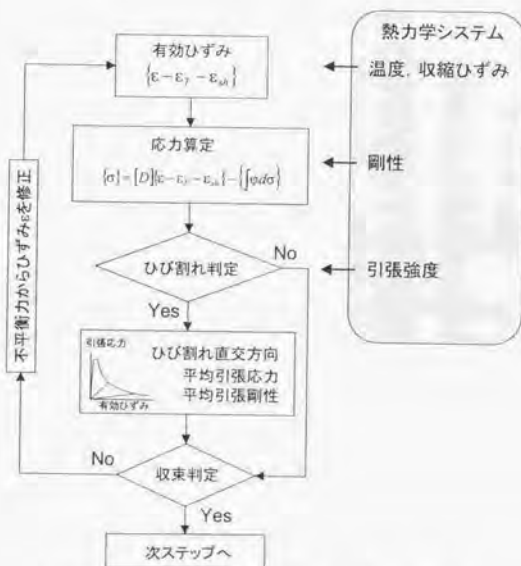 熱力学システム
有効ひずみ
{ε−ε_T−ε_sh}
温度，収縮ひずみ
応力算定
{σ}=[D]{ε−ε_T−ε_sh}−{∫φdσ}
剛性
不平衡力からひずみεを修正
ひび割れ判定
No
引張強度
Yes
引張応力
ひび割れ直交方向
平均引張応力
平均引張剛性
有効ひずみ
No
収束判定
Yes
次ステップへ